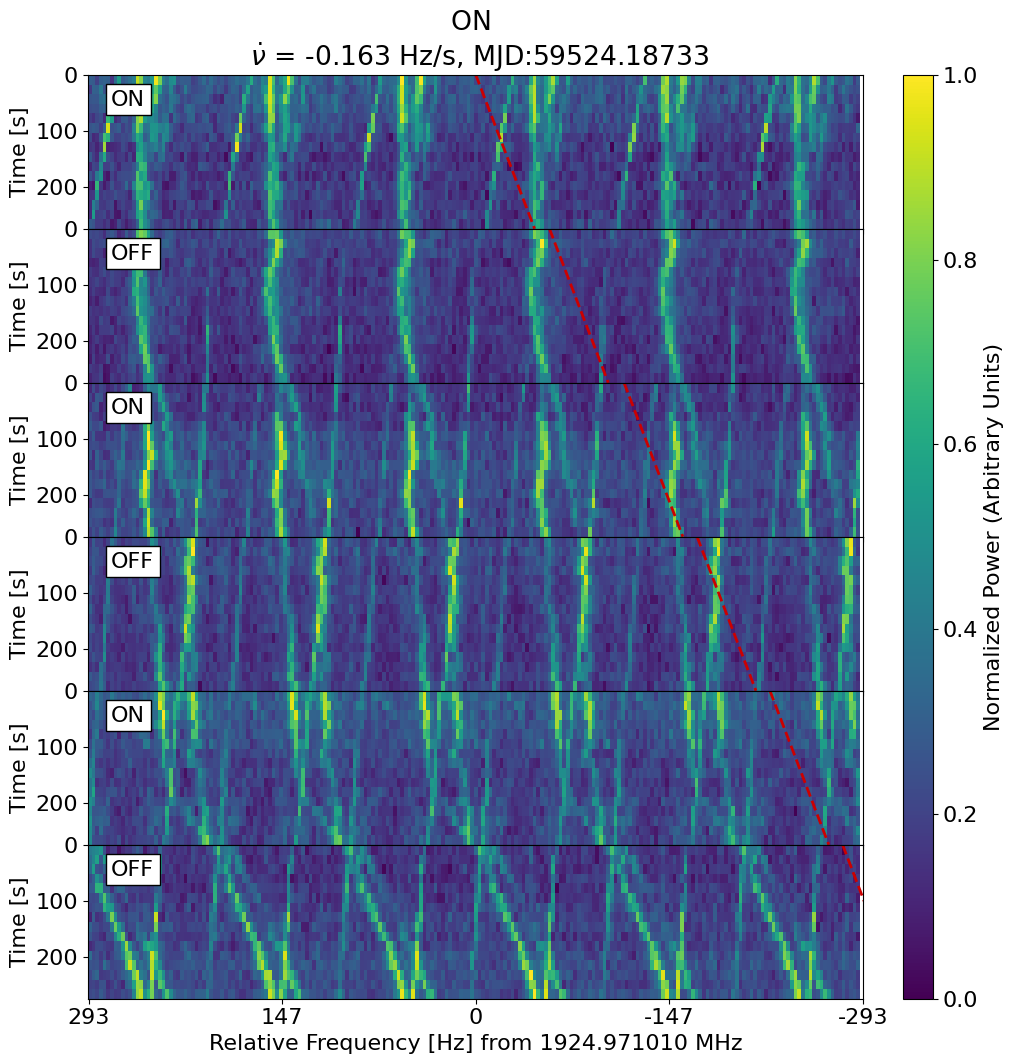 ON
ν̇ = -0.163 Hz/s, MJD:59524.18733
0
ON
100
Time [s]
200
0
OFF
100
Time [s]
200
0
ON
100
Time [s]
200
0
OFF
100
Time [s]
200
0
ON
100
Time [s]
200
0
OFF
100
Time [s]
200
293 147 0 -147 -293
Relative Frequency [Hz] from 1924.971010 MHz
1.0
0.8
0.6
0.4
0.2
0.0
Normalized Power (Arbitrary Units)